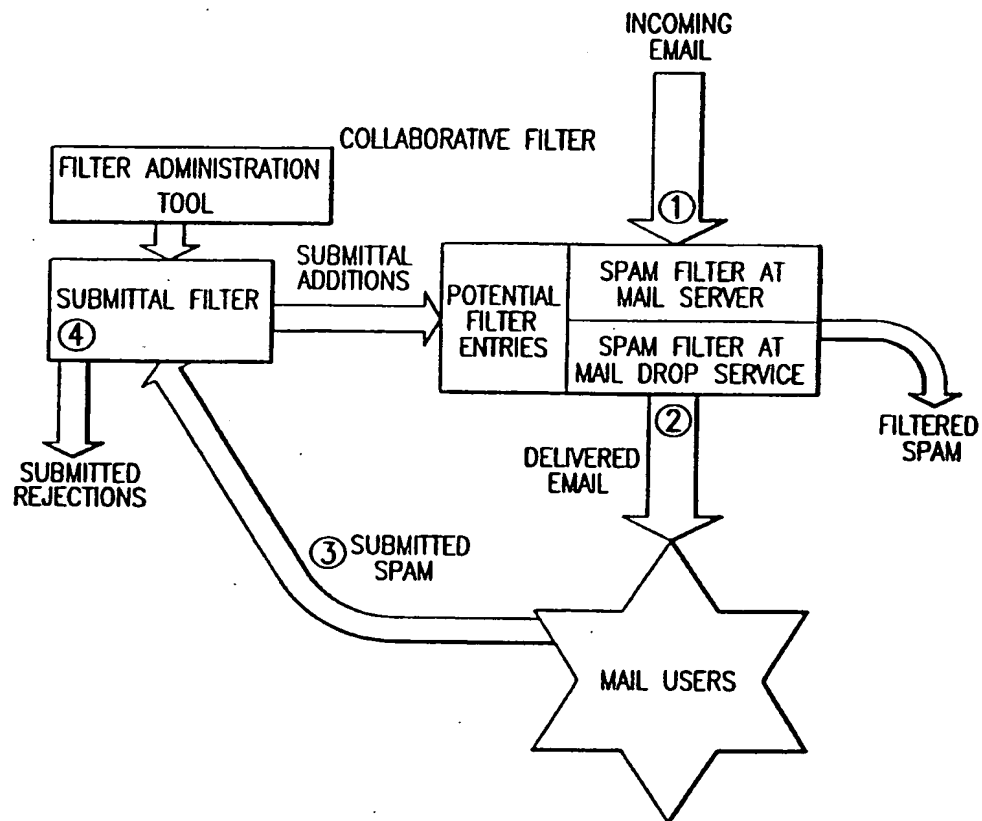 INCOMING
EMAIL
COLLABORATIVE FILTER
FILTER ADMINISTRATION
TOOL
①
SUBMITTAL
ADDITIONS
SUBMITTAL FILTER
④
POTENTIAL
FILTER
ENTRIES
SPAM FILTER AT
MAIL SERVER
SPAM FILTER AT
MAIL DROP SERVICE
②
FILTERED
SPAM
DELIVERED
EMAIL
SUBMITTED
REJECTIONS
③ SUBMITTED
SPAM
MAIL USERS